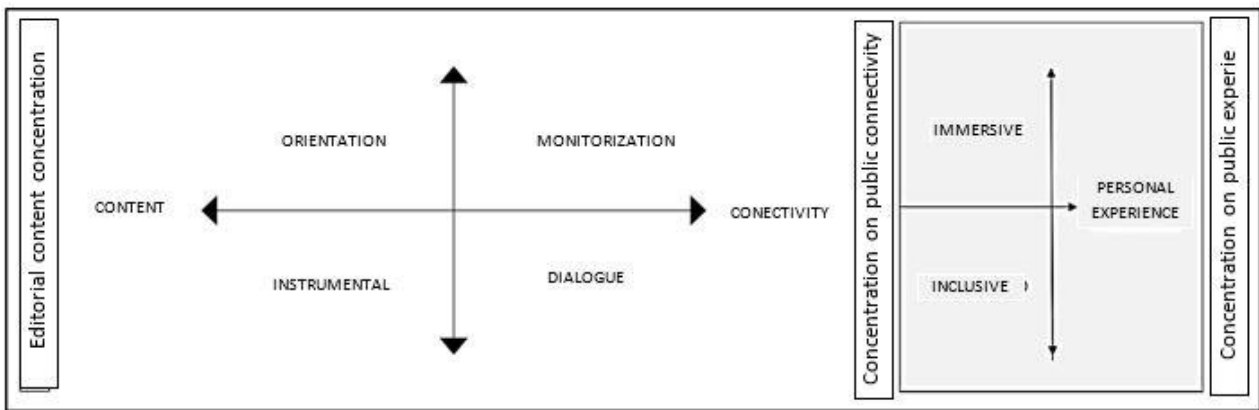 Editorial content concentration
ORIENTATION
MONITORIZATION
CONTENT
CONECTIVITY
INSTRUMENTAL
DIALOGUE
Concentration on public connectivity
IMMERSIVE
PERSONAL
EXPERIENCE
INCLUSIVE )
Concentration on public experie